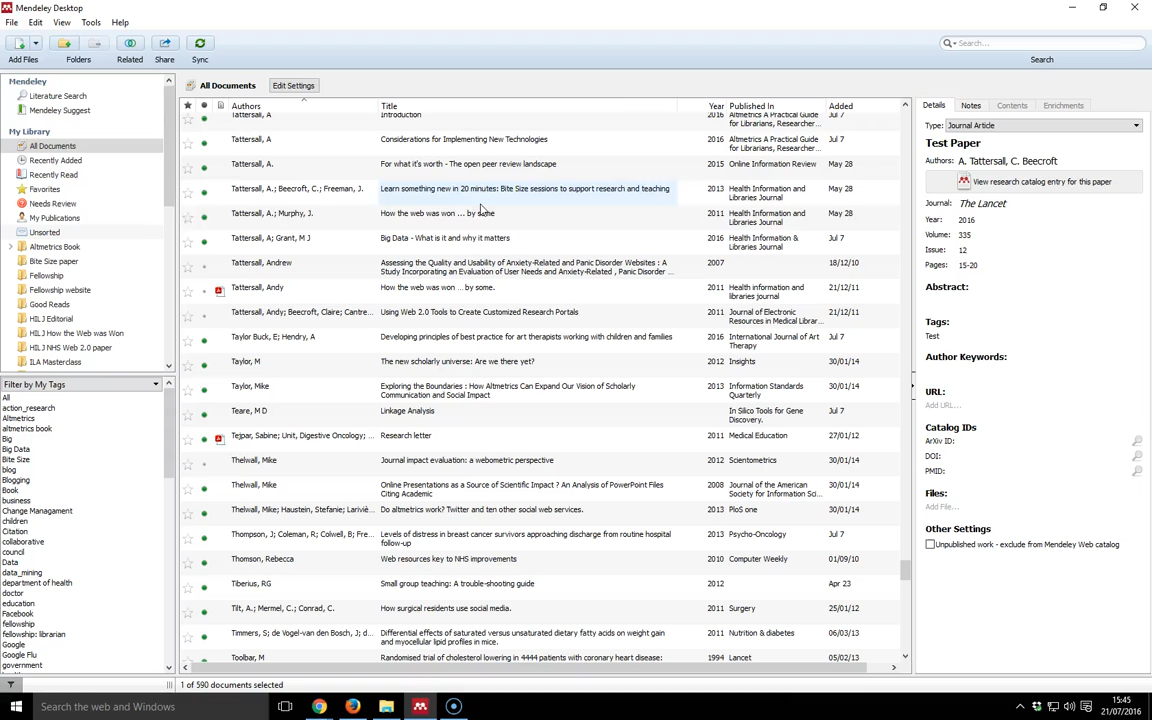 Mendeley Desktop
File Edit View Tools Help
Add Files Folders Related Share Sync
Search...
Search
Mendeley
Literature Search
Mendeley Suggest
My Library
All Documents
Recently Added
Recently Read
Favorites
Needs Review
My Publications
Unsorted
Altmetrics Book
Bite Size paper
Fellowship
Fellowship website
Good Reads
HILJ Editorial
HILJ How the Web was Won
HILJ NHS Web 2.0 paper
ILA Masterclass
Filter by My Tags
All
action_research
Altmetrics
altmetrics book
Big
Big Data
Bite Size
blog
Blogging
Book
business
Change Managament
children
Citation
collaborative
council
Data
data_mining
department of health
doctor
education
Facebook
fellowship
fellowship: librarian
Google
Google Flu
government
All Documents Edit Settings
Authors Title Year Published In Added
Tattersall, A Introduction 2016 Altmetrics A Practical Guide Jul 7
for Librarians, Researcher...
Tattersall, A Considerations for Implementing New Technologies 2016 Altmetrics A Practical Guide Jul 7
for Librarians, Researcher...
Tattersall, A. For what it's worth - The open peer review landscape 2015 Online Information Review May 28
Tattersall, A.; Beecroft, C.; Freeman, J. Learn something new in 20 minutes: Bite Size sessions to support research and teaching 2013 Health Information and May 28
Libraries Journal
Tattersall, A.; Murphy, J. How the web was won ... by some 2011 Health Information and May 28
Libraries Journal
Tattersall, A; Grant, M J Big Data - What is it and why it matters 2016 Health Information & Jul 7
Libraries Journal
Tattersall, Andrew Assessing the Quality and Usability of Anxiety-Related and Panic Disorder Websites : A 2007 18/12/10
Study Incorporating an Evaluation of User Needs and Anxiety-Related , Panic Disorder ...
Tattersall, Andy How the web was won ... by some. 2011 Health information and 21/12/11
libraries journal
Tattersall, Andy; Beecroft, Claire; Cantre... Using Web 2.0 Tools to Create Customized Research Portals 2011 Journal of Electronic 21/12/11
Resources in Medical Librar...
Taylor Buck, E; Hendry, A Developing principles of best practice for art therapists working with children and families 2016 International Journal of Art Jul 7
Therapy
Taylor, M The new scholarly universe: Are we there yet? 2012 Insights 30/01/14
Taylor, Mike Exploring the Boundaries : How Altmetrics Can Expand Our Vision of Scholarly 2013 Information Standards 30/01/14
Communication and Social Impact Quarterly
Teare, M D Linkage Analysis In Silico Tools for Gene Jul 7
Discovery.
Tejpar, Sabine; Unit, Digestive Oncology; ... Research letter 2011 Medical Education 27/01/12
Thelwall, Mike Journal impact evaluation: a webometric perspective 2012 Scientometrics 30/01/14
Thelwall, Mike Online Presentations as a Source of Scientific Impact ? An Analysis of PowerPoint Files 2008 Journal of the American 30/01/14
Citing Academic Society for Information Sci...
Thelwall, Mike; Haustein, Stefanie; Lariviè... Do altmetrics work? Twitter and ten other social web services. 2013 PloS one 30/01/14
Thompson, J; Coleman, R; Colwell, B; Fre... Levels of distress in breast cancer survivors approaching discharge from routine hospital 2013 Psycho-Oncology Jul 7
follow-up
Thomson, Rebecca Web resources key to NHS improvements 2010 Computer Weekly 01/09/10
Tiberius, RG Small group teaching: A trouble-shooting guide 2012 Apr 23
Tilt, A.; Mermel, C.; Conrad, C. How surgical residents use social media. 2011 Surgery 25/01/12
Timmers, S; de Vogel-van den Bosch, J; d... Differential effects of saturated versus unsaturated dietary fatty acids on weight gain 2011 Nutrition & diabetes 06/03/13
and myocellular lipid profiles in mice.
Toolbar, M Randomised trial of cholesterol lowering in 4444 patients with coronary heart disease: 1994 Lancet 05/02/13
1 of 590 documents selected
Details Notes Contents Enrichments
Type: Journal Article
Test Paper
Authors: A. Tattersall, C. Beecroft
View research catalog entry for this paper
Journal: The Lancet
Year: 2016
Volume: 335
Issue: 12
Pages: 15-20
Abstract:
Tags:
Test
Author Keywords:
URL:
Add URL...
Catalog IDs
ArXiv ID:
DOI:
PMID:
Files:
Add File...
Other Settings
Unpublished work - exclude from Mendeley Web catalog
Search the web and Windows
15:45
21/07/2016